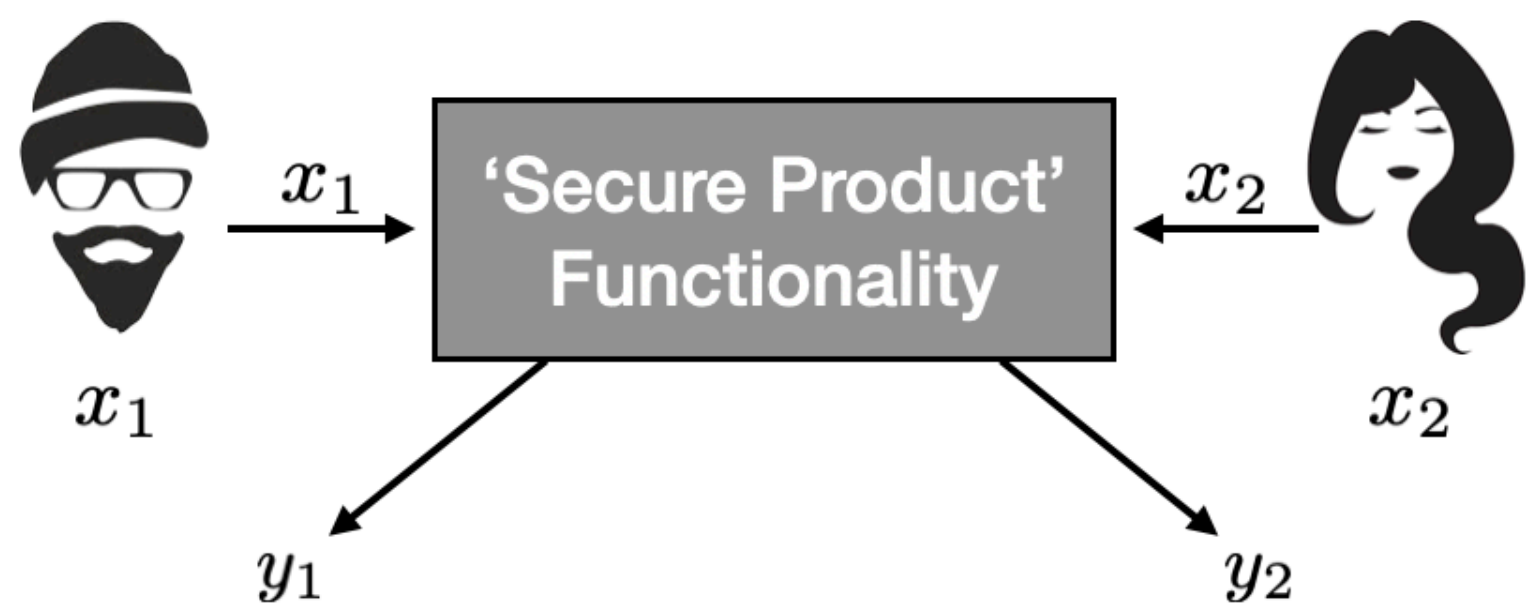 x₁
‘Secure Product’
Functionality
x₂
x₁
x₂
y₁
y₂